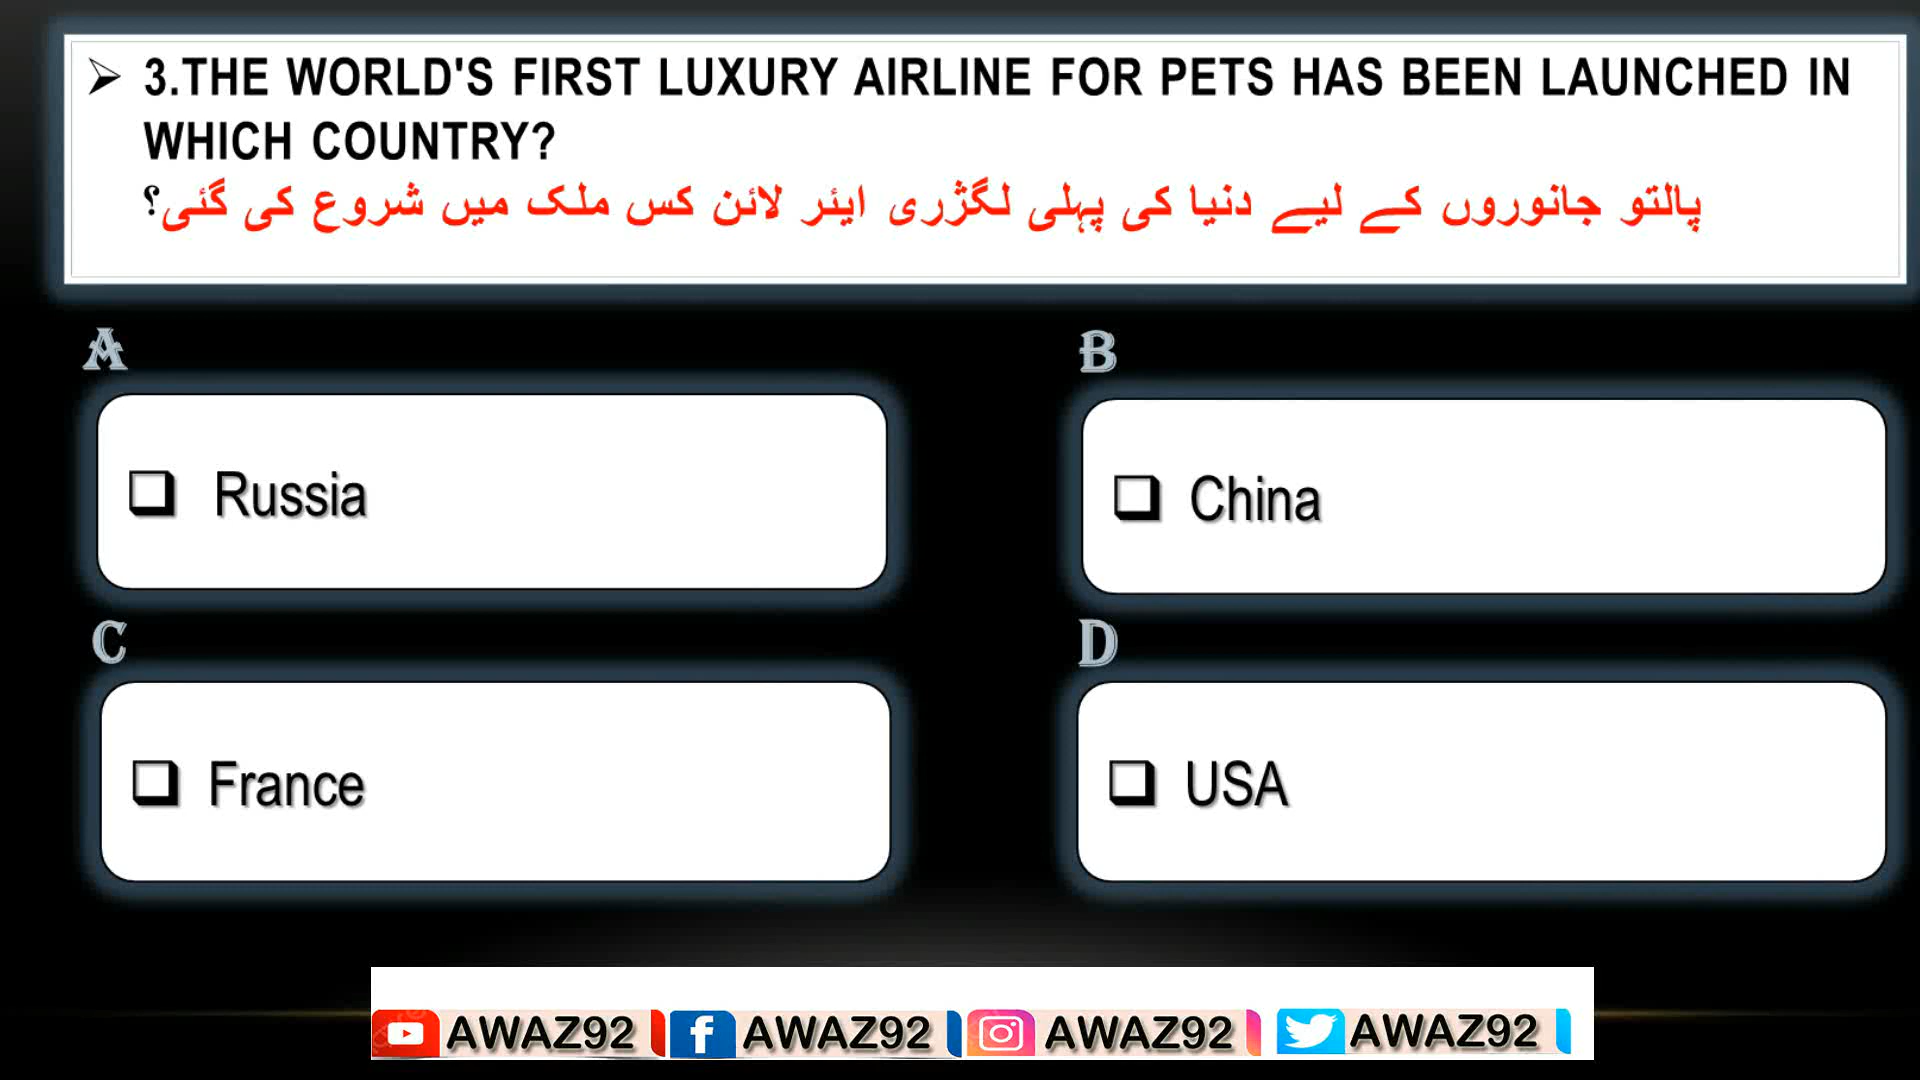 3.THE WORLD'S FIRST LUXURY AIRLINE FOR PETS HAS BEEN LAUNCHED IN
WHICH COUNTRY?
پالتو جانوروں کے لیے دنیا کی پہلی لگژری ایئر لائن کس ملک میں شروع کی گئی؟
A
Russia
B
China
C
France
D
USA
AWAZ92 AWAZ92 AWAZ92 AWAZ92